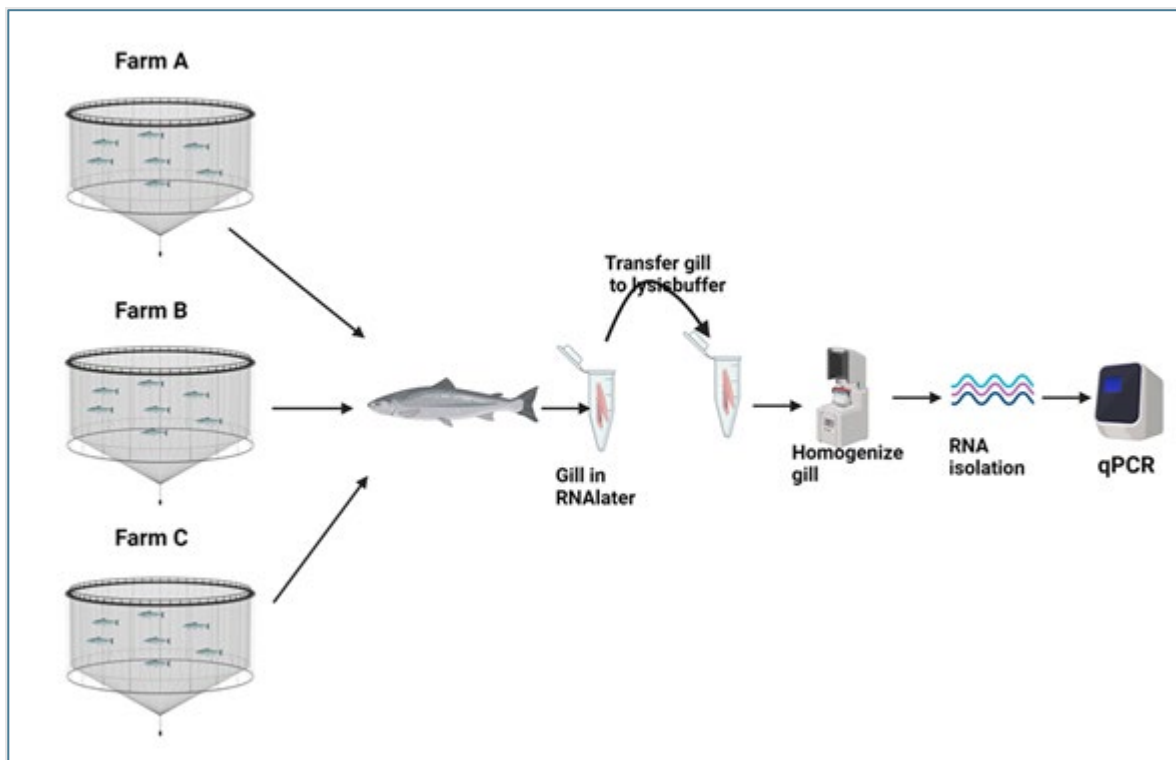 Farm A
Farm B
Farm C
Transfer gill
to lysisbuffer
Gill in
RNAlater
Homogenize
gill
RNA
isolation
qPCR